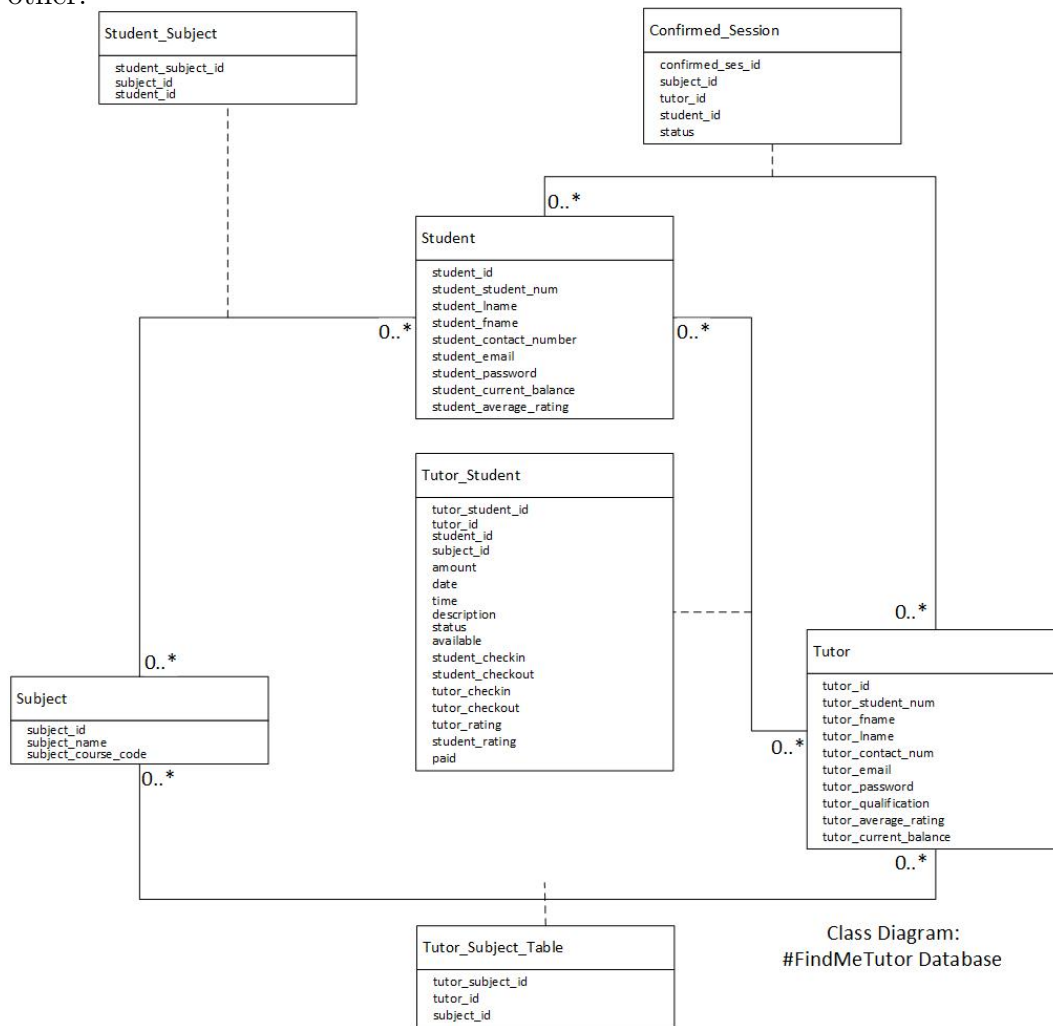 other.
Student_Subject
student_subject_id
subject_id
student_id
Confirmed_Session
confirmed_ses_id
subject_id
tutor_id
student_id
status
0..*
Student
student_id
student_student_num
student_lname
student_fname
student_contact_number
student_email
student_password
student_current_balance
student_average_rating
0..*
0..*
Tutor_Student
tutor_student_id
tutor_id
student_id
subject_id
amount
date
time
description
status
available
student_checkin
student_checkout
tutor_checkin
tutor_checkout
tutor_rating
student_rating
paid
0..*
Subject
subject_id
subject_name
subject_course_code
0..*
0..*
Tutor
tutor_id
tutor_student_num
tutor_fname
tutor_lname
tutor_contact_num
tutor_email
tutor_password
tutor_qualification
tutor_average_rating
tutor_current_balance
0..*
0..*
Tutor_Subject_Table
tutor_subject_id
tutor_id
subject_id
Class Diagram:
#FindMeTutor Database